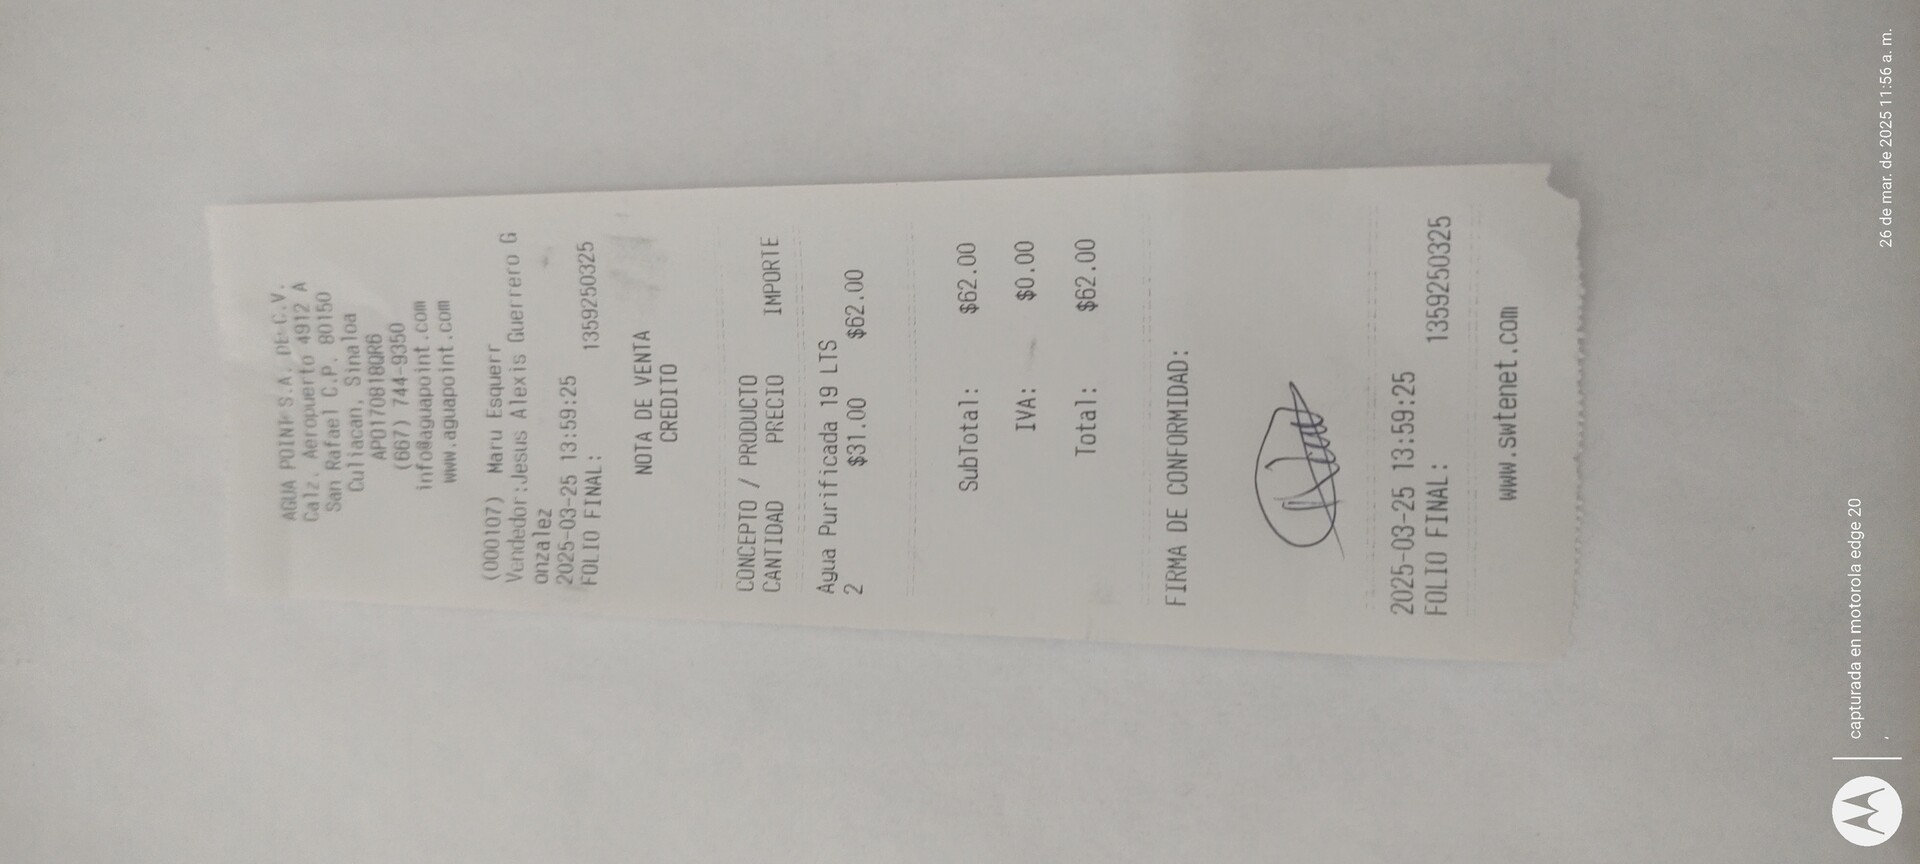 AGUA POINT S.A. DE C.V.
Calz. Aeropuerto 4912 A
San Rafael C.P. 80150
Culiacan, Sinaloa
APO170818QR6
(667) 744-9350
info@aguapoint.com
www.aguapoint.com
(000107) Maru Esquerr
Vendedor:Jesus Alexis Guerrero G
onzalez
2025-03-25 13:59:25
FOLIO FINAL: 1359250325
NOTA DE VENTA
CREDITO
CONCEPTO / PRODUCTO
CANTIDAD PRECIO IMPORTE
Agua Purificada 19 LTS
2 $31.00 $62.00
SubTotal: $62.00
IVA: $0.00
Total: $62.00
FIRMA DE CONFORMIDAD:
2025-03-25 13:59:25
FOLIO FINAL: 1359250325
www.swtenet.com
capturada en motorola edge 20
,
26 de mar. de 2025 11:56 a. m.